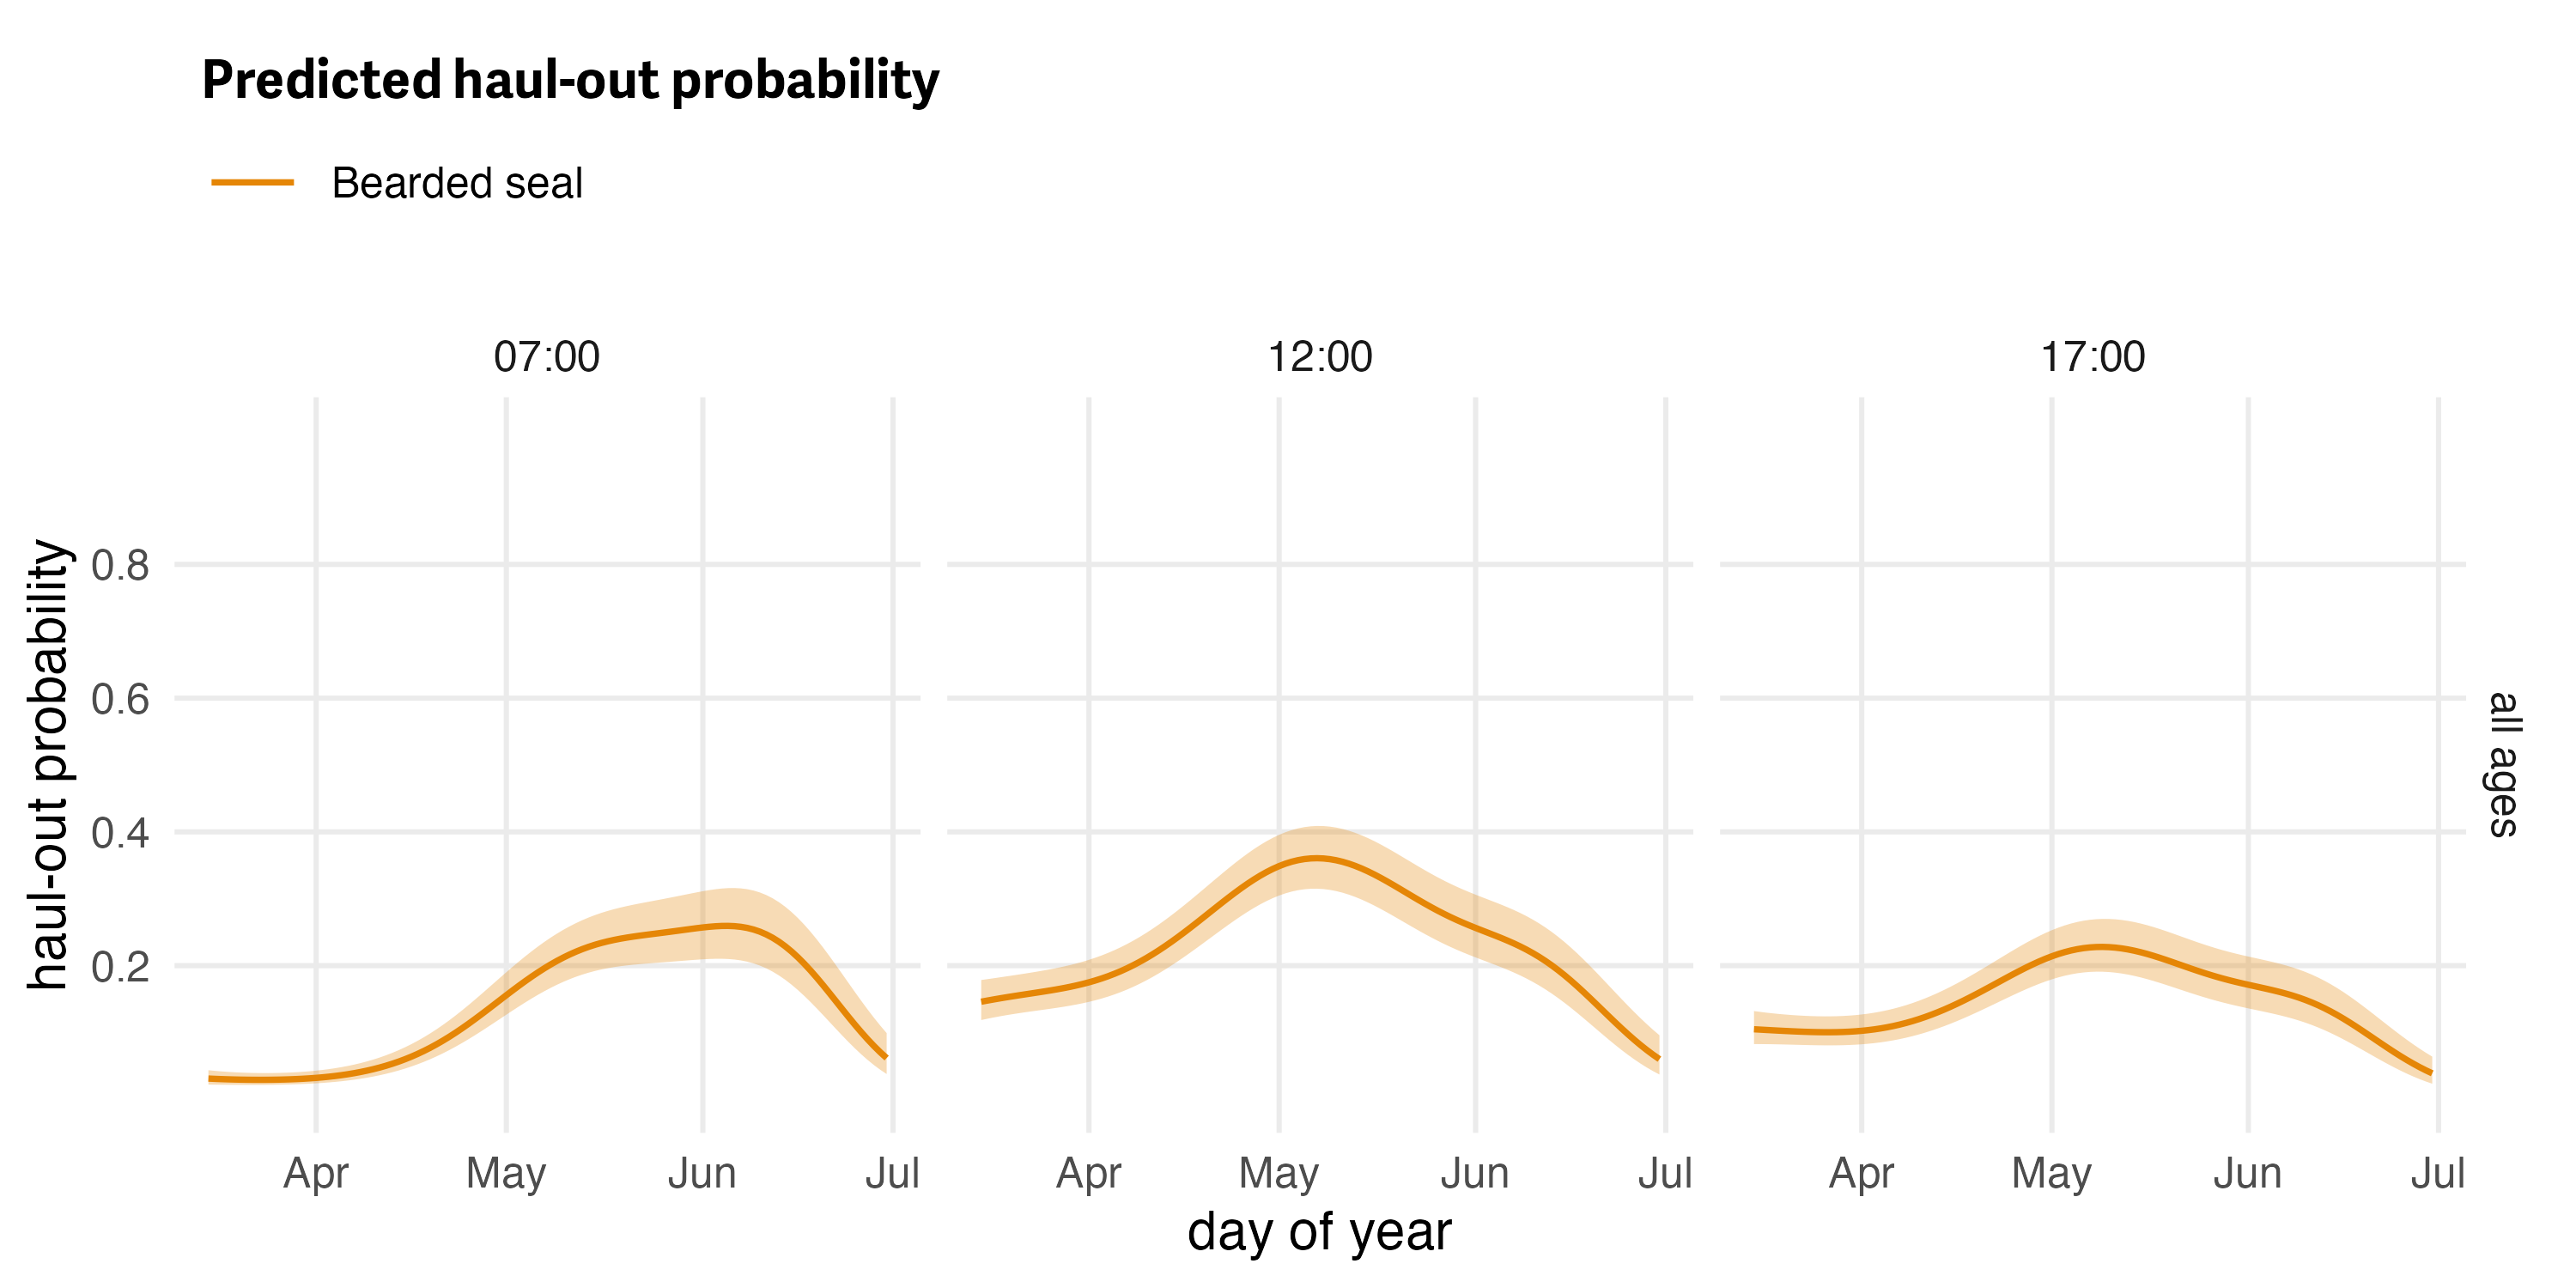 Predicted haul-out probability
Bearded seal
07:00 12:00 17:00
haul-out probability
0.8
0.6
0.4
0.2
all ages
Apr May Jun Jul Apr May Jun Jul Apr May Jun Jul
day of year